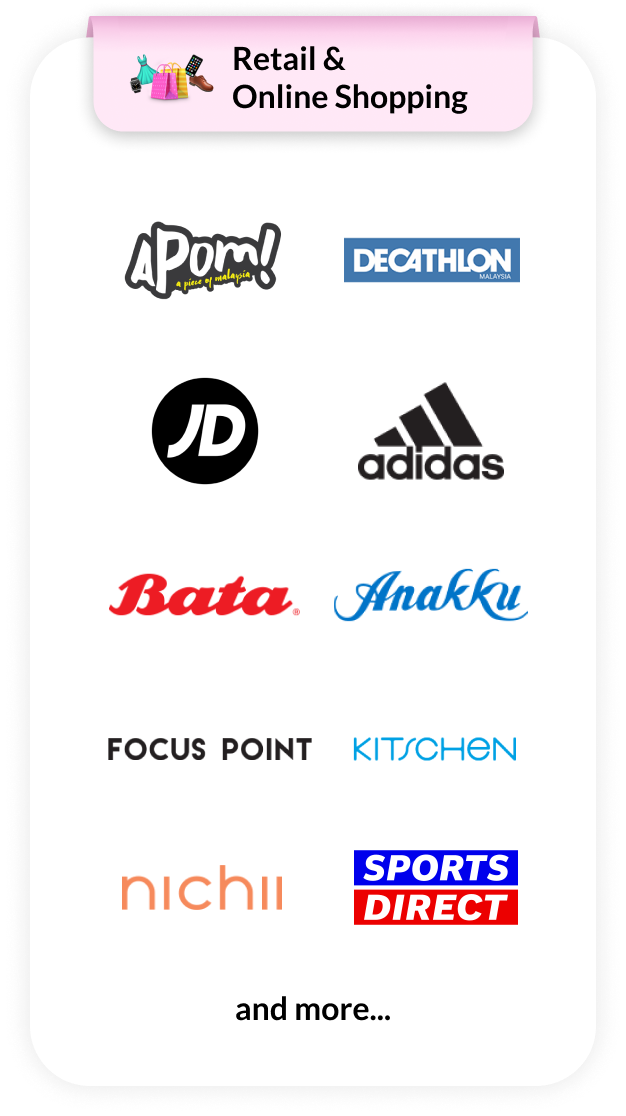 Retail &
Online Shopping
APom!
a piece of malaysia
DECATHLON
MALAYSIA
JD
adidas
Bata®
Anakku
FOCUS POINT
KITSCHEN
nichii
SPORTS
DIRECT
and more...